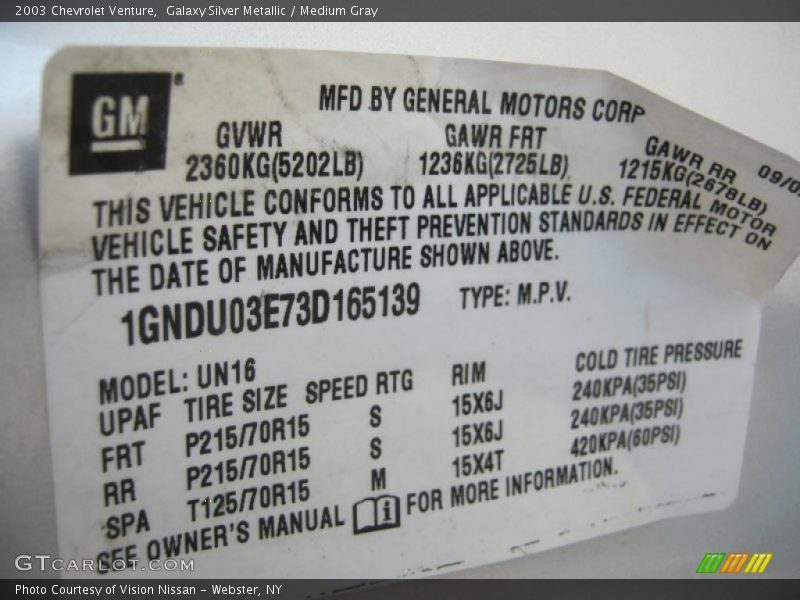 2003 Chevrolet Venture, Galaxy Silver Metallic / Medium Gray
GM
MFD BY GENERAL MOTORS CORP
GVWR GAWR FRT GAWR RR
2360KG(5202LB) 1236KG(2725LB) 1215KG(2678LB)
THIS VEHICLE CONFORMS TO ALL APPLICABLE U.S. FEDERAL MOTOR
VEHICLE SAFETY AND THEFT PREVENTION STANDARDS IN EFFECT ON
THE DATE OF MANUFACTURE SHOWN ABOVE.
1GNDU03E73D165139 TYPE: M.P.V.
MODEL: UN16
UPAF TIRE SIZE SPEED RTG RIM COLD TIRE PRESSURE
FRT P215/70R15 S 15X6J 240KPA(35PSI)
RR P215/70R15 S 15X6J 240KPA(35PSI)
SPA T125/70R15 M 15X4T 420KPA(60PSI)
SEE OWNER'S MANUAL i FOR MORE INFORMATION.
GTCarLot.com
Photo Courtesy of Vision Nissan - Webster, NY